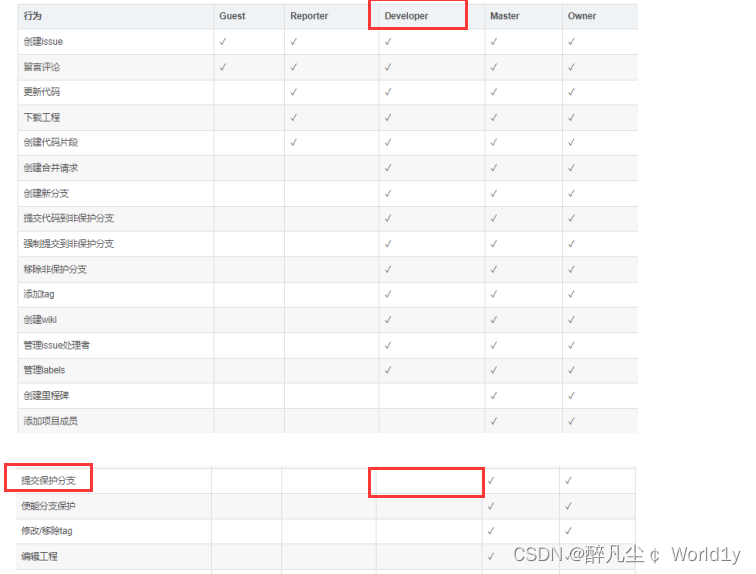 行为 Guest Reporter Developer Master Owner
创建issue ✓ ✓ ✓ ✓ ✓
留言评论 ✓ ✓ ✓ ✓ ✓
更新代码 ✓ ✓ ✓ ✓
下载工程 ✓ ✓ ✓ ✓
创建代码片段 ✓ ✓ ✓ ✓
创建合并请求 ✓ ✓ ✓
创建新分支 ✓ ✓ ✓
提交代码到非保护分支 ✓ ✓ ✓
强制提交到非保护分支 ✓ ✓ ✓
移除非保护分支 ✓ ✓ ✓
添加tag ✓ ✓ ✓
创建wiki ✓ ✓ ✓
管理issue处理者 ✓ ✓ ✓
管理labels ✓ ✓ ✓
创建里程碑 ✓ ✓
添加项目成员 ✓ ✓
提交保护分支 ✓ ✓
使能分支保护 ✓ ✓
修改/移除tag ✓ ✓
编辑工程 ✓ ✓
CSDN @醉凡尘¢ World1y